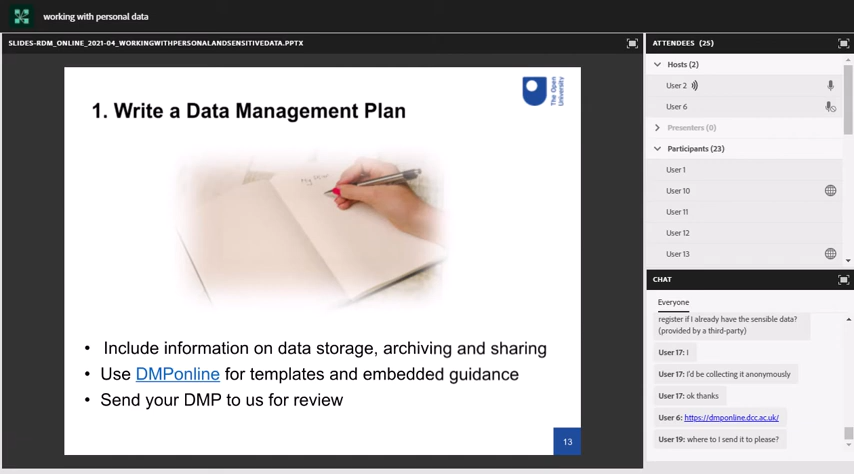 working with personal data
SLIDES-RDM_ONLINE_2021-04_WORKINGWITHPERSONALANDSENSITIVEDATA.PPTX
1. Write a Data Management Plan
The Open
University
• Include information on data storage, archiving and sharing
• Use DMPonline for templates and embedded guidance
• Send your DMP to us for review
13
ATTENDEES (25)
Hosts (2)
User 2
User 6
Presenters (0)
Participants (23)
User 1
User 10
User 11
User 12
User 13
CHAT
Everyone
register if I already have the sensible data?
(provided by a third-party)
User 17: I
User 17: I'd be collecting it anonymously
User 17: ok thanks
User 6: https://dmponline.dcc.ac.uk/
User 19: where to I send it to please?